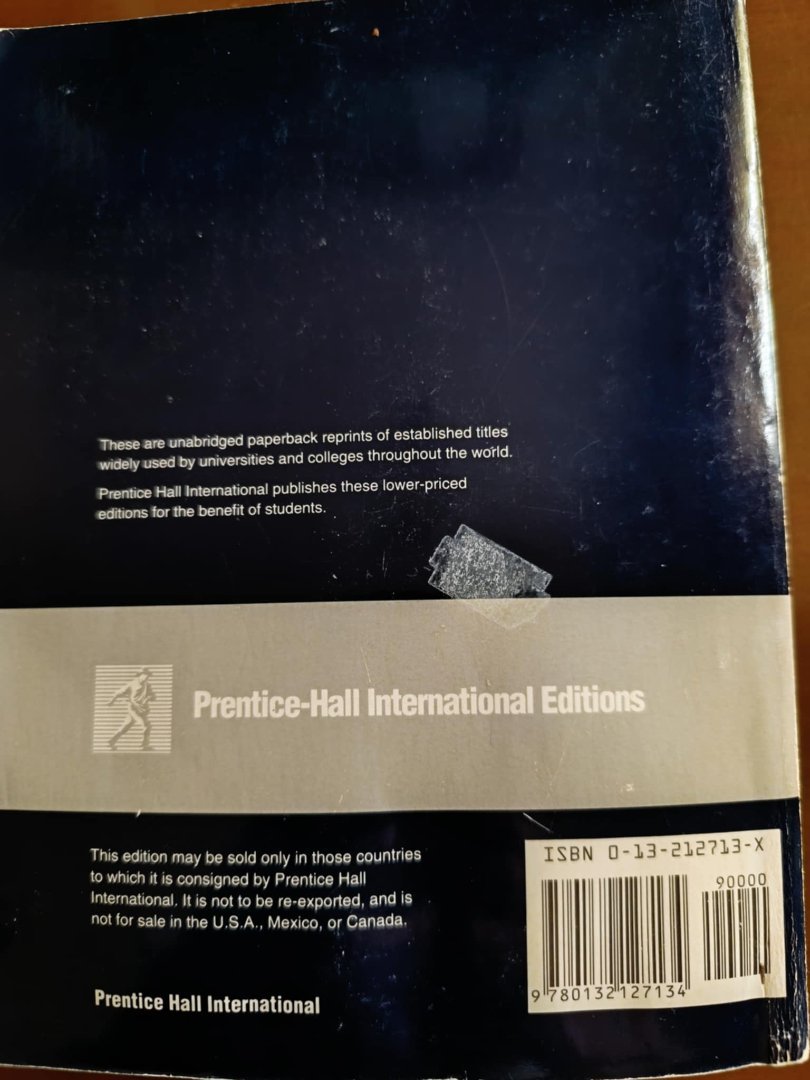 These are unabridged paperback reprints of established titles
widely used by universities and colleges throughout the world.
Prentice Hall International publishes these lower-priced
editions for the benefit of students.
Prentice-Hall International Editions
This edition may be sold only in those countries
to which it is consigned by Prentice Hall
International. It is not to be re-exported, and is
not for sale in the U.S.A., Mexico, or Canada.
Prentice Hall International
ISBN 0-13-212713-X
90000
9 780132 127134